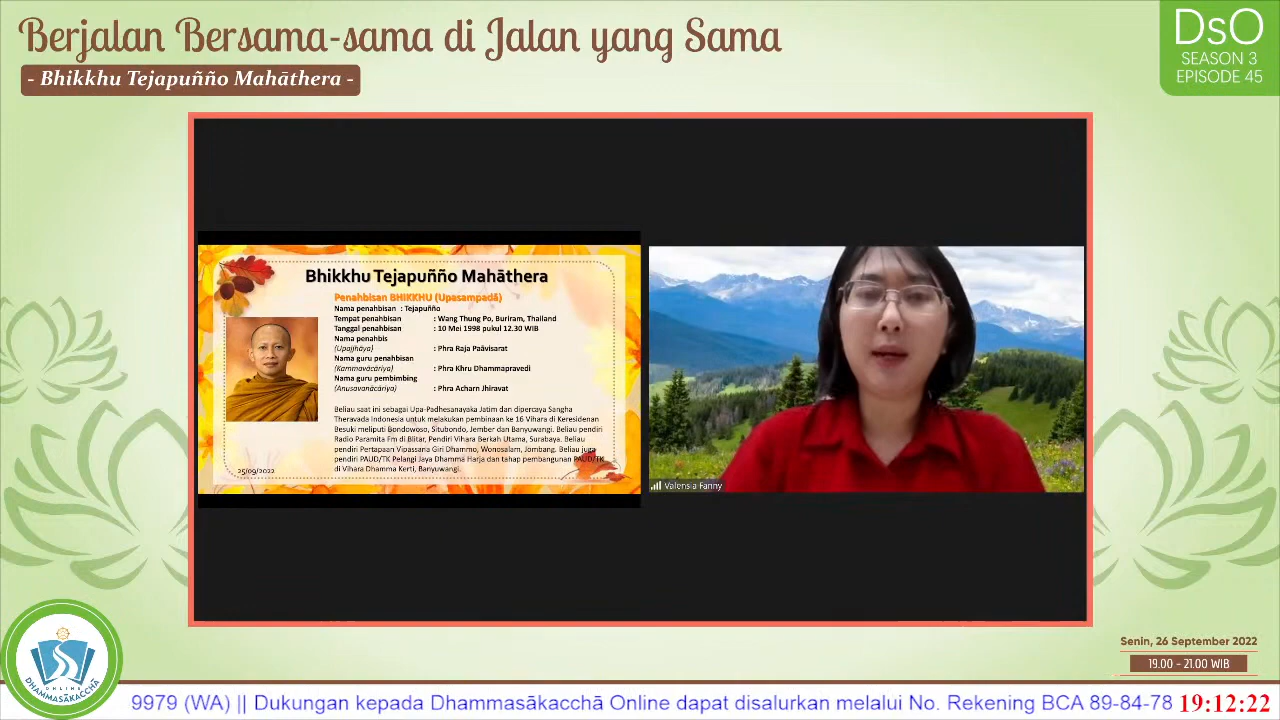 Berjalan Bersama-sama di Jalan yang Sama
- Bhikkhu Tejapuñño Mahāthera -
DsO
SEASON 3
EPISODE 45
Bhikkhu Tejapuñño Mahāthera
Penahbisan BHIKKHU (Upasampadā)
Nama penahbisan : Tejapuñño
Tempat penahbisan : Wang Thung Po, Buriram, Thailand
Tanggal penahbisan : 10 Mei 1998 pukul 12.30 WIB
Nama penahbis
(Upajjhāya) : Phra Raja Paāvisarat
Nama guru penahbisan
(Kammavācāriya) : Phra Khru Dhammapravedi
Nama guru pembimbing
(Anusavanācāriya) : Phra Acharn Jhiravat
Beliau saat ini sebagai Upa-Padhesanayaka Jatim dan dipercaya Sangha
Theravada Indonesia untuk melakukan pembinaan ke 16 Vihara di Keresidenan
Besuki meliputi Bondowoso, Situbondo, Jember dan Banyuwangi. Beliau pendiri
Radio Paramita Fm di Blitar, Pendiri Vihara Berkah Utama, Surabaya. Beliau
pendiri Pertapaan Vipassana Giri Dhammo, Wonosalam, Jombang. Beliau juga
pendiri PAUD/TK Pelangi Jaya Dhamma Harja dan tahap pembangunan PAUD/TK
di Vihara Dhamma Kerti, Banyuwangi.
25/09/2022
Valensia Fanny
Senin, 26 September 2022
19.00 - 21.00 WIB
ONLINE
DHAMMASĀKACCHĀ
9979 (WA) || Dukungan kepada Dhammasākacchā Online dapat disalurkan melalui No. Rekening BCA 89-84-78
19:12:22